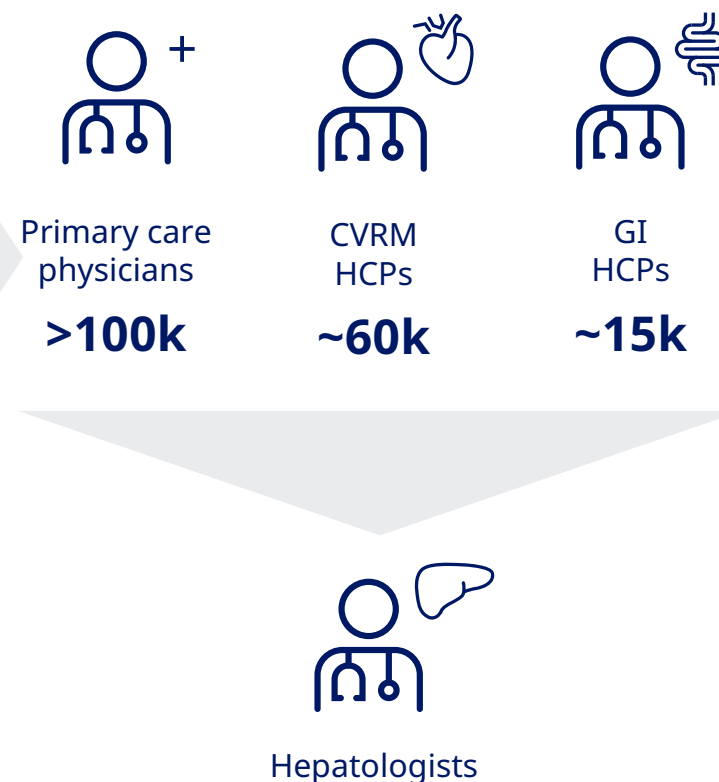 Primary care
physicians
>100k
CVRM
HCPs
~60k
GI
HCPs
~15k
Hepatologists